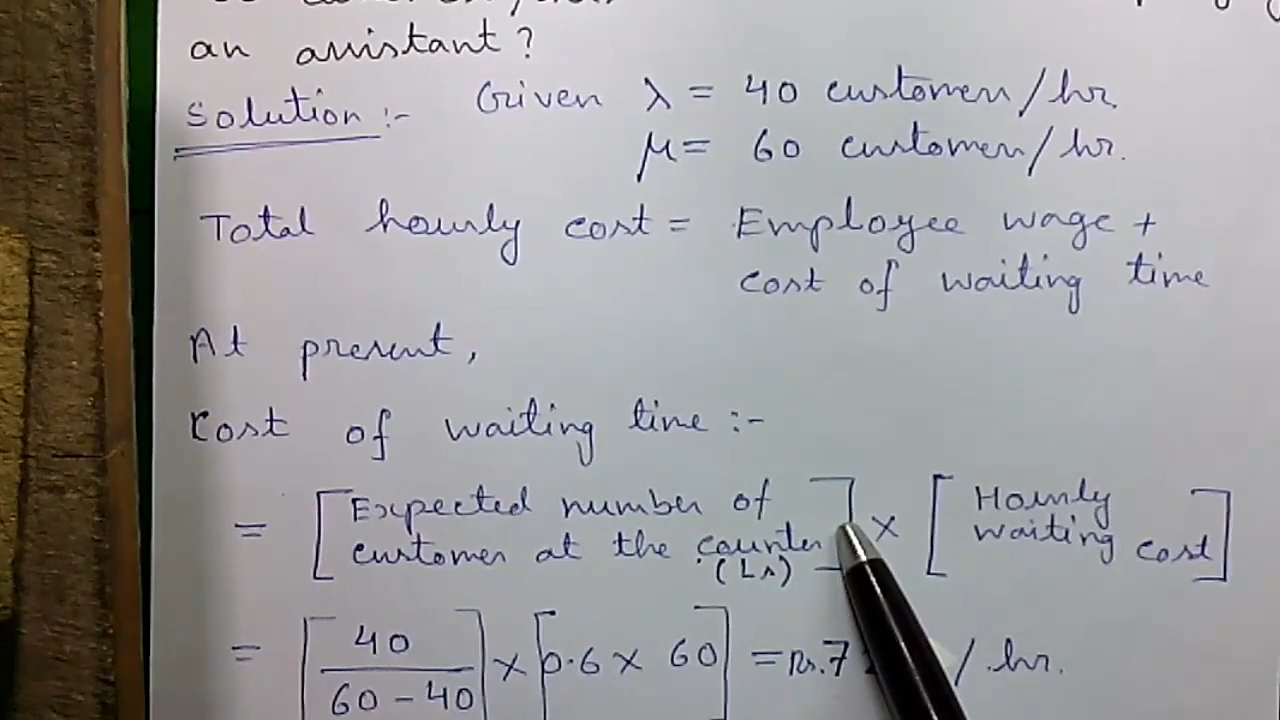 an assistant?
Solution :- Given λ = 40 customers/hr.
μ = 60 customers/hr.
Total hourly cost = Employee wage +
cost of waiting time
At present,
Cost of waiting time :-
= [Expected number of customers at the counter (Ls)] × [Hourly waiting cost]
= [40 / 60 - 40] × [0.6 × 60] = Rs. 7 / hr.